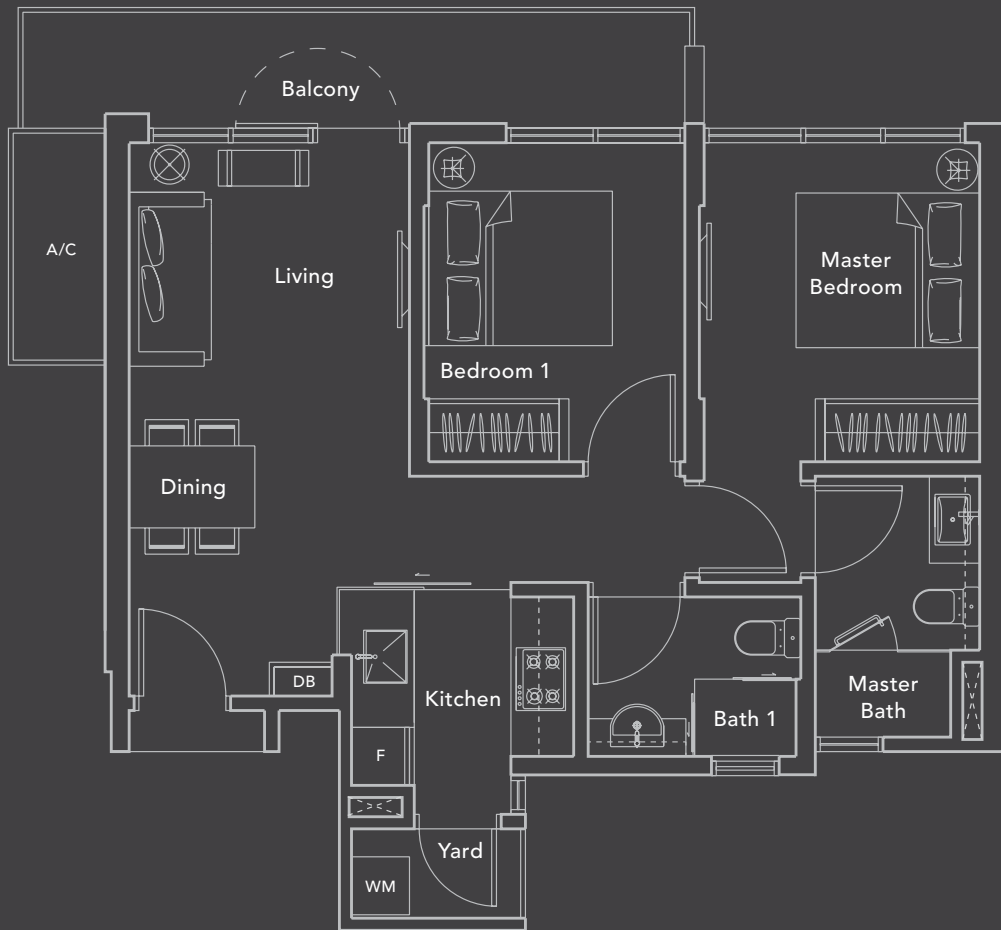 Balcony
A/C
Living
Master
Bedroom
Bedroom 1
Dining
DB
Kitchen
Master
Bath
Bath 1
F
Yard
WM